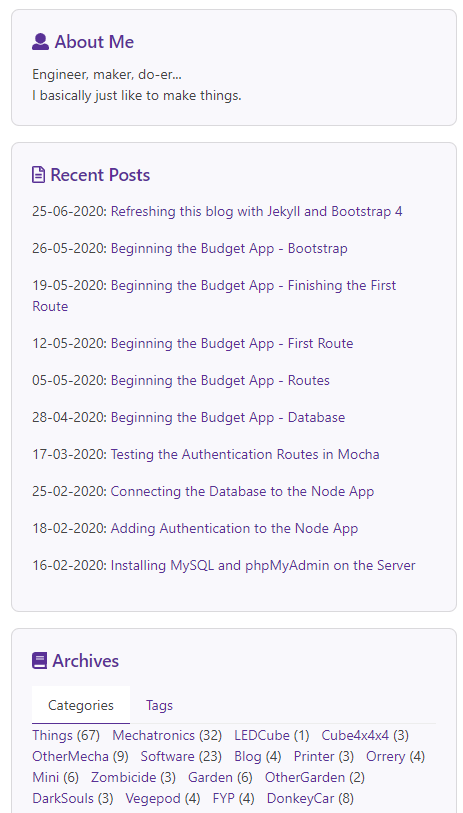 About Me
Engineer, maker, do-er...
I basically just like to make things.
Recent Posts
25-06-2020: Refreshing this blog with Jekyll and Bootstrap 4
26-05-2020: Beginning the Budget App - Bootstrap
19-05-2020: Beginning the Budget App - Finishing the First
Route
12-05-2020: Beginning the Budget App - First Route
05-05-2020: Beginning the Budget App - Routes
28-04-2020: Beginning the Budget App - Database
17-03-2020: Testing the Authentication Routes in Mocha
25-02-2020: Connecting the Database to the Node App
18-02-2020: Adding Authentication to the Node App
16-02-2020: Installing MySQL and phpMyAdmin on the Server
Archives
Categories Tags
Things (67) Mechatronics (32) LEDCube (1) Cube4x4x4 (3)
OtherMecha (9) Software (23) Blog (4) Printer (3) Orrery (4)
Mini (6) Zombicide (3) Garden (6) OtherGarden (2)
DarkSouls (3) Vegepod (4) FYP (4) DonkeyCar (8)